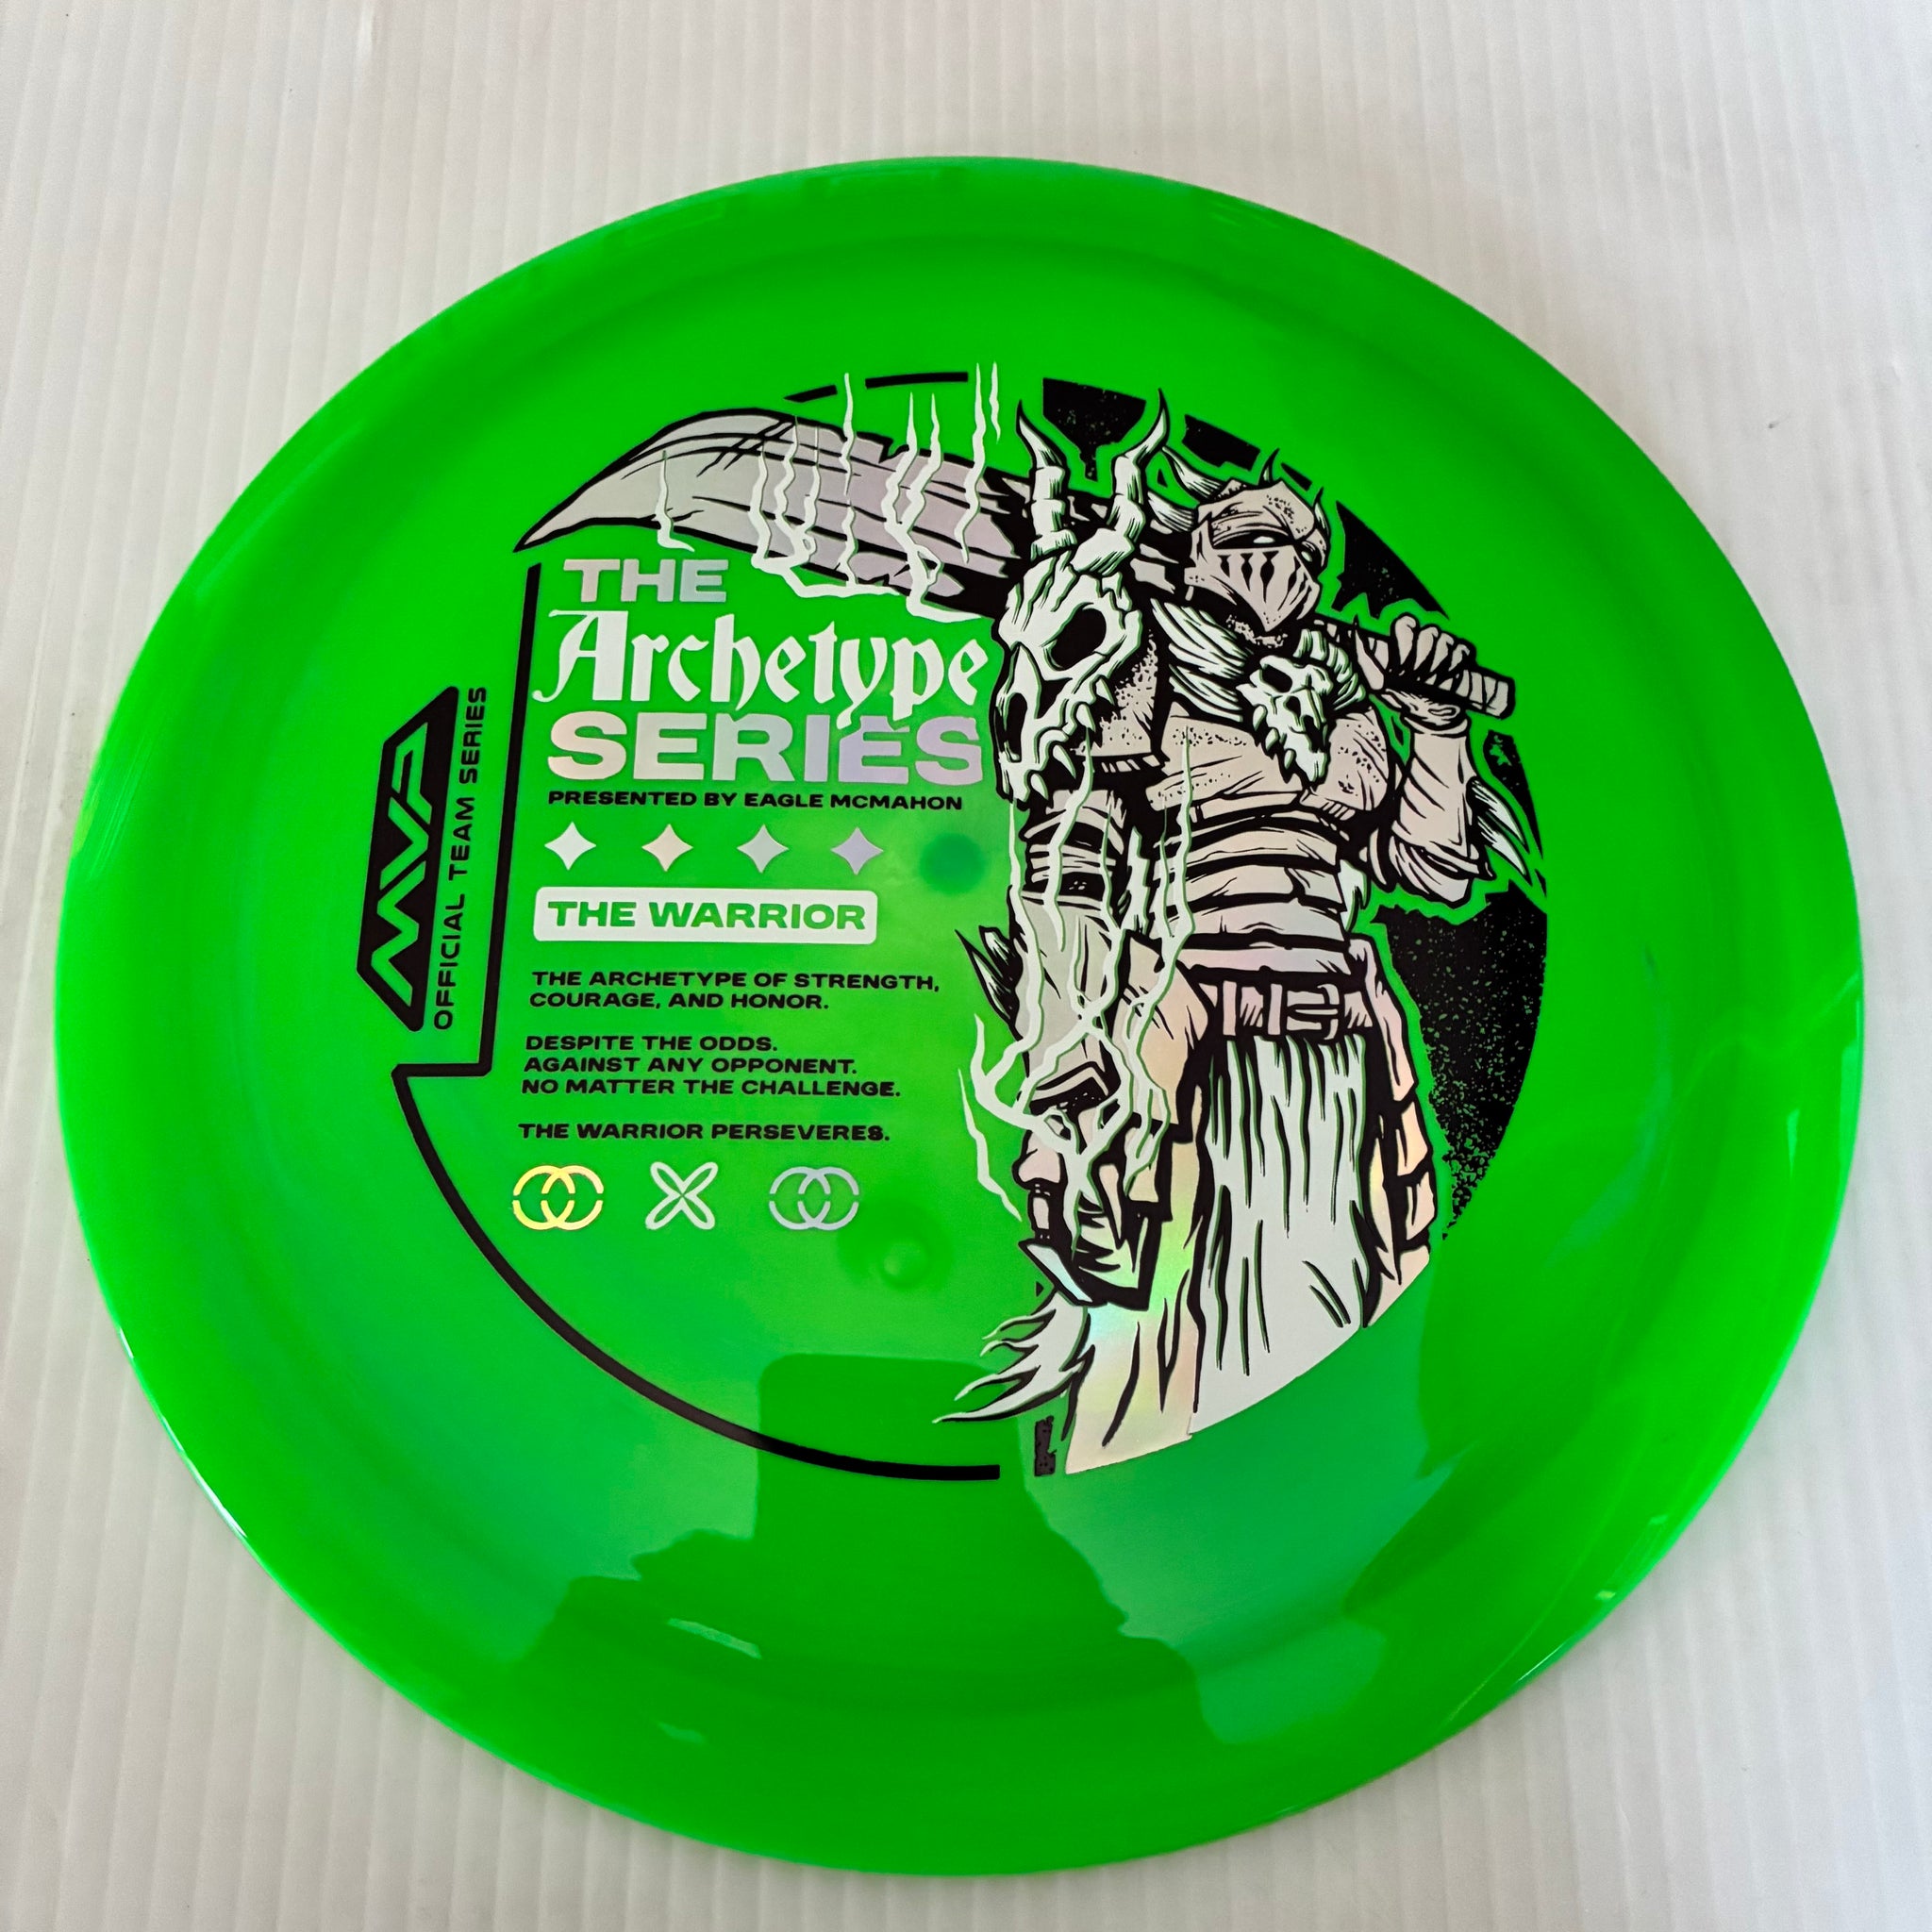 MVP
OFFICIAL TEAM SERIES
THE
Archetype
SERIES
PRESENTED BY EAGLE MCMAHON
THE WARRIOR
THE ARCHETYPE OF STRENGTH,
COURAGE, AND HONOR.
DESPITE THE ODDS.
AGAINST ANY OPPONENT.
NO MATTER THE CHALLENGE.
THE WARRIOR PERSEVERES.